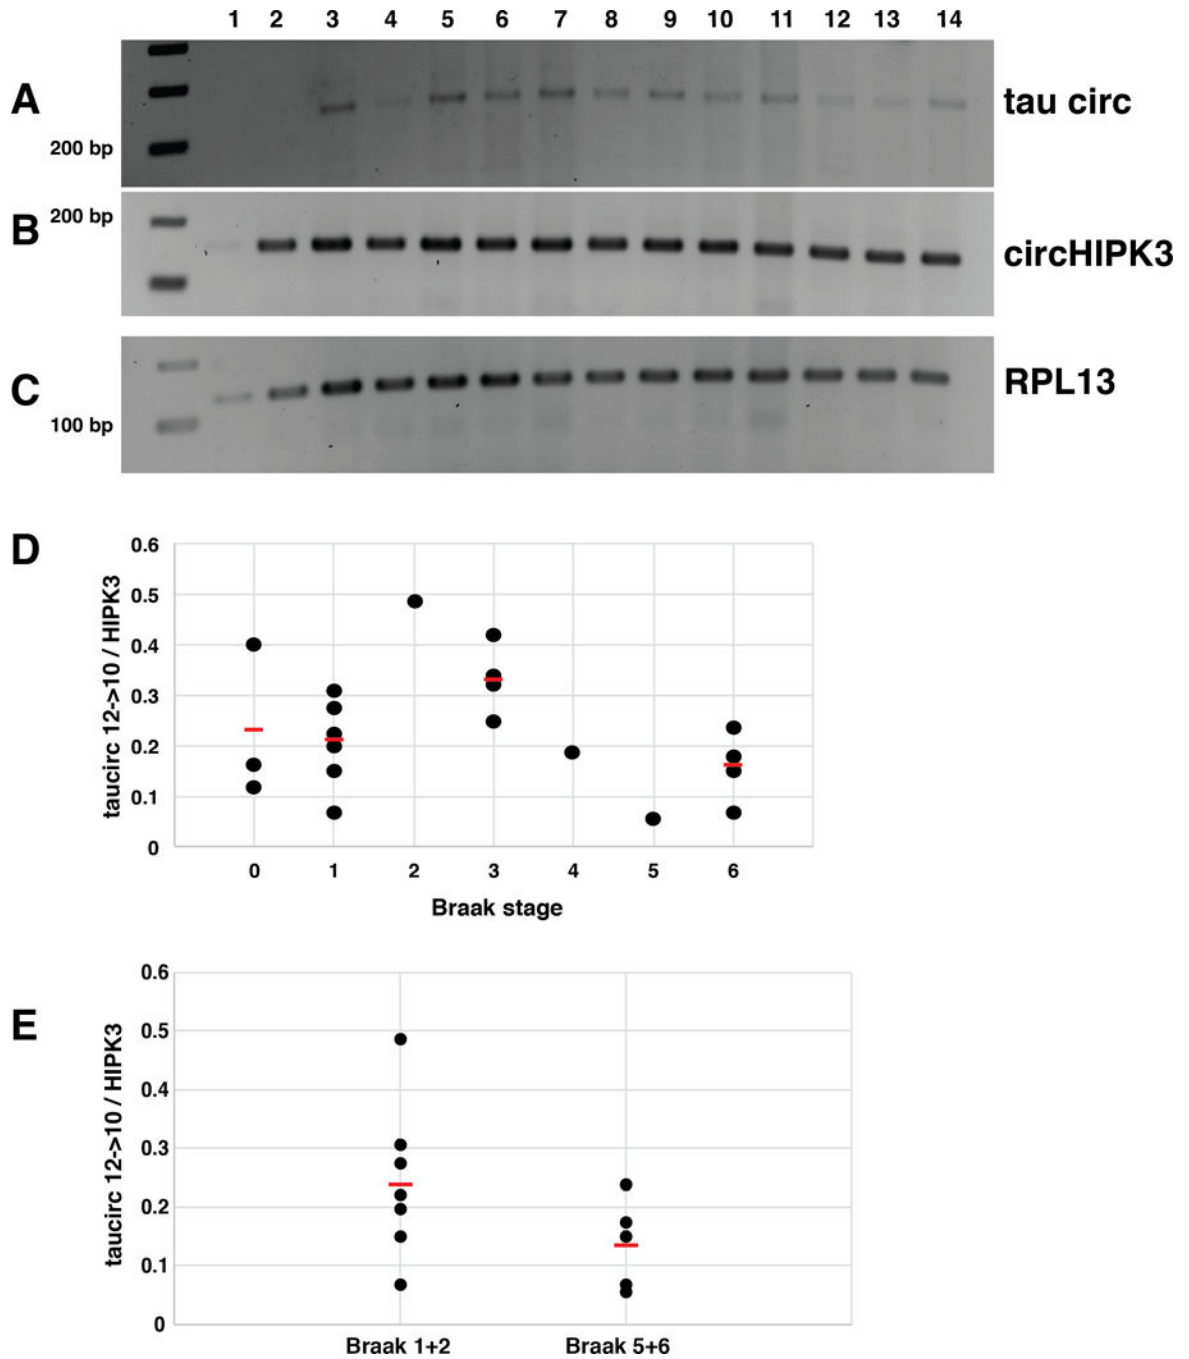 1 2 3 4 5 6 7 8 9 10 11 12 13 14
A
200 bp
tau circ
B
200 bp
circHIPK3
C
100 bp
RPL13
D
taucirc 12->10 / HIPK3
0.6
0.5
0.4
0.3
0.2
0.1
0
0 1 2 3 4 5 6
Braak stage
E
taucirc 12->10 / HIPK3
0.6
0.5
0.4
0.3
0.2
0.1
0
Braak 1+2 Braak 5+6